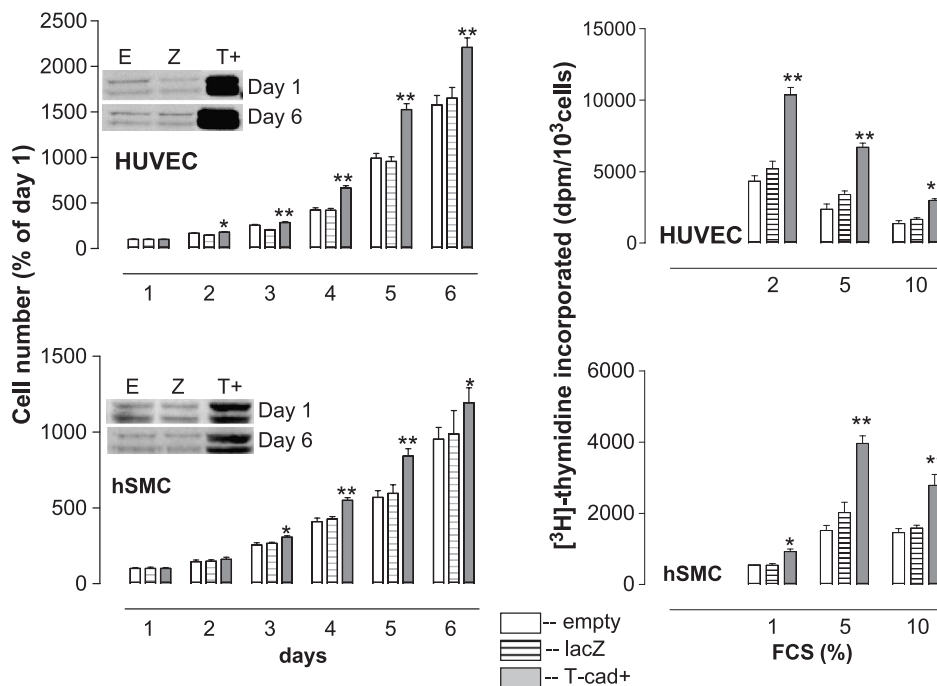 Cell number (% of day 1)
2500
2000
1500
1000
500
0
E Z T+
Day 1
Day 6
HUVEC
*
**
**
**
**
1 2 3 4 5 6
1500
1000
500
0
E Z T+
Day 1
Day 6
hSMC
*
**
**
*
1 2 3 4 5 6
days
[³H]-thymidine incorporated (dpm/10³cells)
15000
10000
5000
0
**
**
*
HUVEC
2 5 10
6000
4000
2000
0
*
**
**
hSMC
1 5 10
FCS (%)
-- empty
-- lacZ
-- T-cad+